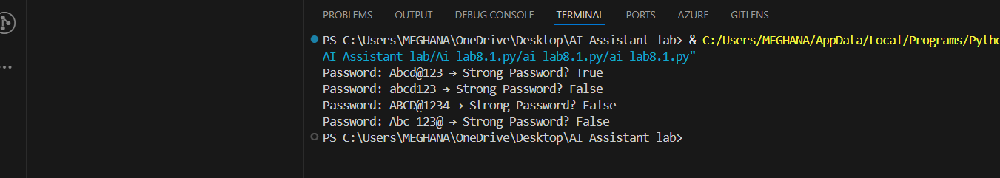 PROBLEMS OUTPUT DEBUG CONSOLE TERMINAL PORTS AZURE GITLENS
PS C:\Users\MEGHANA\OneDrive\Desktop\AI Assistant lab> & C:/Users/MEGHANA/AppData/Local/Programs/Pytho
AI Assistant lab/Ai lab8.1.py/ai lab8.1.py/ai lab8.1.py"
Password: Abcd@123 → Strong Password? True
Password: abcd123 → Strong Password? False
Password: ABCD@1234 → Strong Password? False
Password: Abc 123@ → Strong Password? False
PS C:\Users\MEGHANA\OneDrive\Desktop\AI Assistant lab>